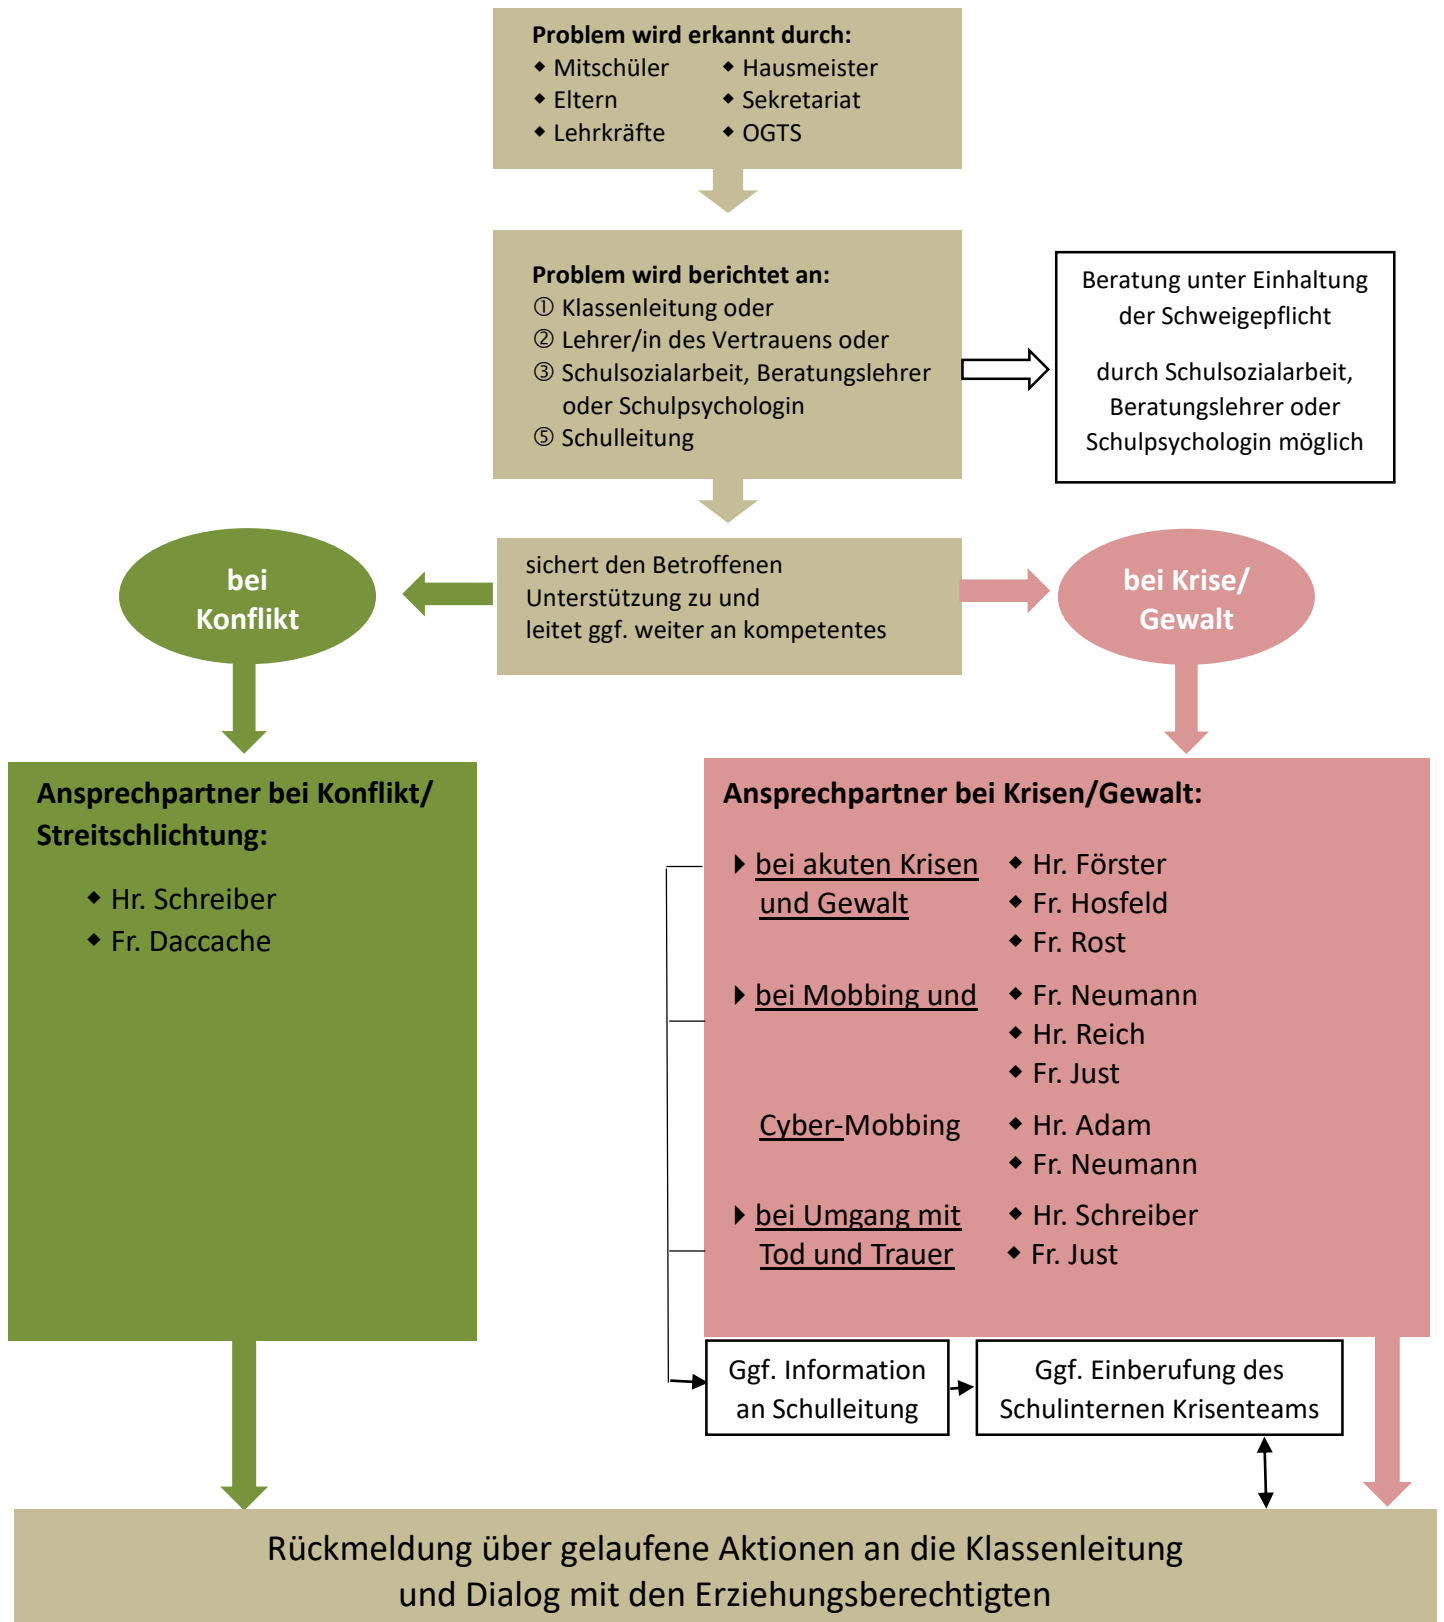 Problem wird erkannt durch:
◆ Mitschüler ◆ Hausmeister
◆ Eltern ◆ Sekretariat
◆ Lehrkräfte ◆ OGTS
Problem wird berichtet an:
① Klassenleitung oder
② Lehrer/in des Vertrauens oder
③ Schulsozialarbeit, Beratungslehrer
oder Schulpsychologin
⑤ Schulleitung
Beratung unter Einhaltung
der Schweigepflicht
durch Schulsozialarbeit,
Beratungslehrer oder
Schulpsychologin möglich
bei
Konflikt
sichert den Betroffenen
Unterstützung zu und
leitet ggf. weiter an kompetentes
bei Krise/
Gewalt
Ansprechpartner bei Konflikt/
Streitschlichtung:
◆ Hr. Schreiber
◆ Fr. Daccache
Ansprechpartner bei Krisen/Gewalt:
bei akuten Krisen ◆ Hr. Förster
und Gewalt ◆ Fr. Hosfeld
◆ Fr. Rost
bei Mobbing und ◆ Fr. Neumann
◆ Hr. Reich
◆ Fr. Just
Cyber-Mobbing ◆ Hr. Adam
◆ Fr. Neumann
bei Umgang mit ◆ Hr. Schreiber
Tod und Trauer ◆ Fr. Just
Ggf. Information
an Schulleitung
Ggf. Einberufung des
Schulinternen Krisenteams
Rückmeldung über gelaufene Aktionen an die Klassenleitung
und Dialog mit den Erziehungsberechtigten